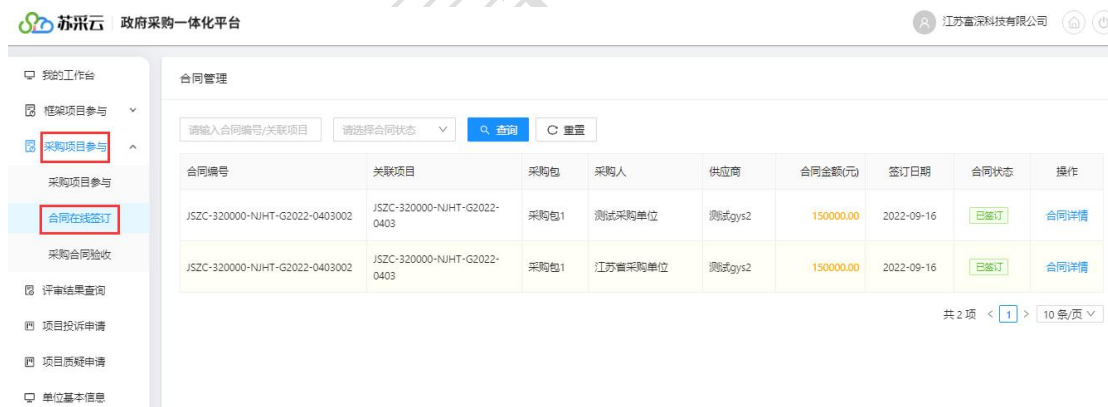 苏采云 政府采购一体化平台 江苏富深科技有限公司
我的工作台
框架项目参与
采购项目参与
采购项目参与
合同在线签订
采购合同验收
评审结果查询
项目投诉申请
项目质疑申请
单位基本信息
合同管理
请输入合同编号/关联项目 请选择合同状态 查询 重置
合同编号 关联项目 采购包 采购人 供应商 合同金额(元) 签订日期 合同状态 操作
JSZC-320000-NJHT-G2022-0403002 JSZC-320000-NJHT-G2022-0403 采购包1 测试采购单位 测试gys2 150000.00 2022-09-16 已签订 合同详情
JSZC-320000-NJHT-G2022-0403002 JSZC-320000-NJHT-G2022-0403 采购包1 江苏省采购单位 测试gys2 150000.00 2022-09-16 已签订 合同详情
共2项 < 1 > 10 条/页